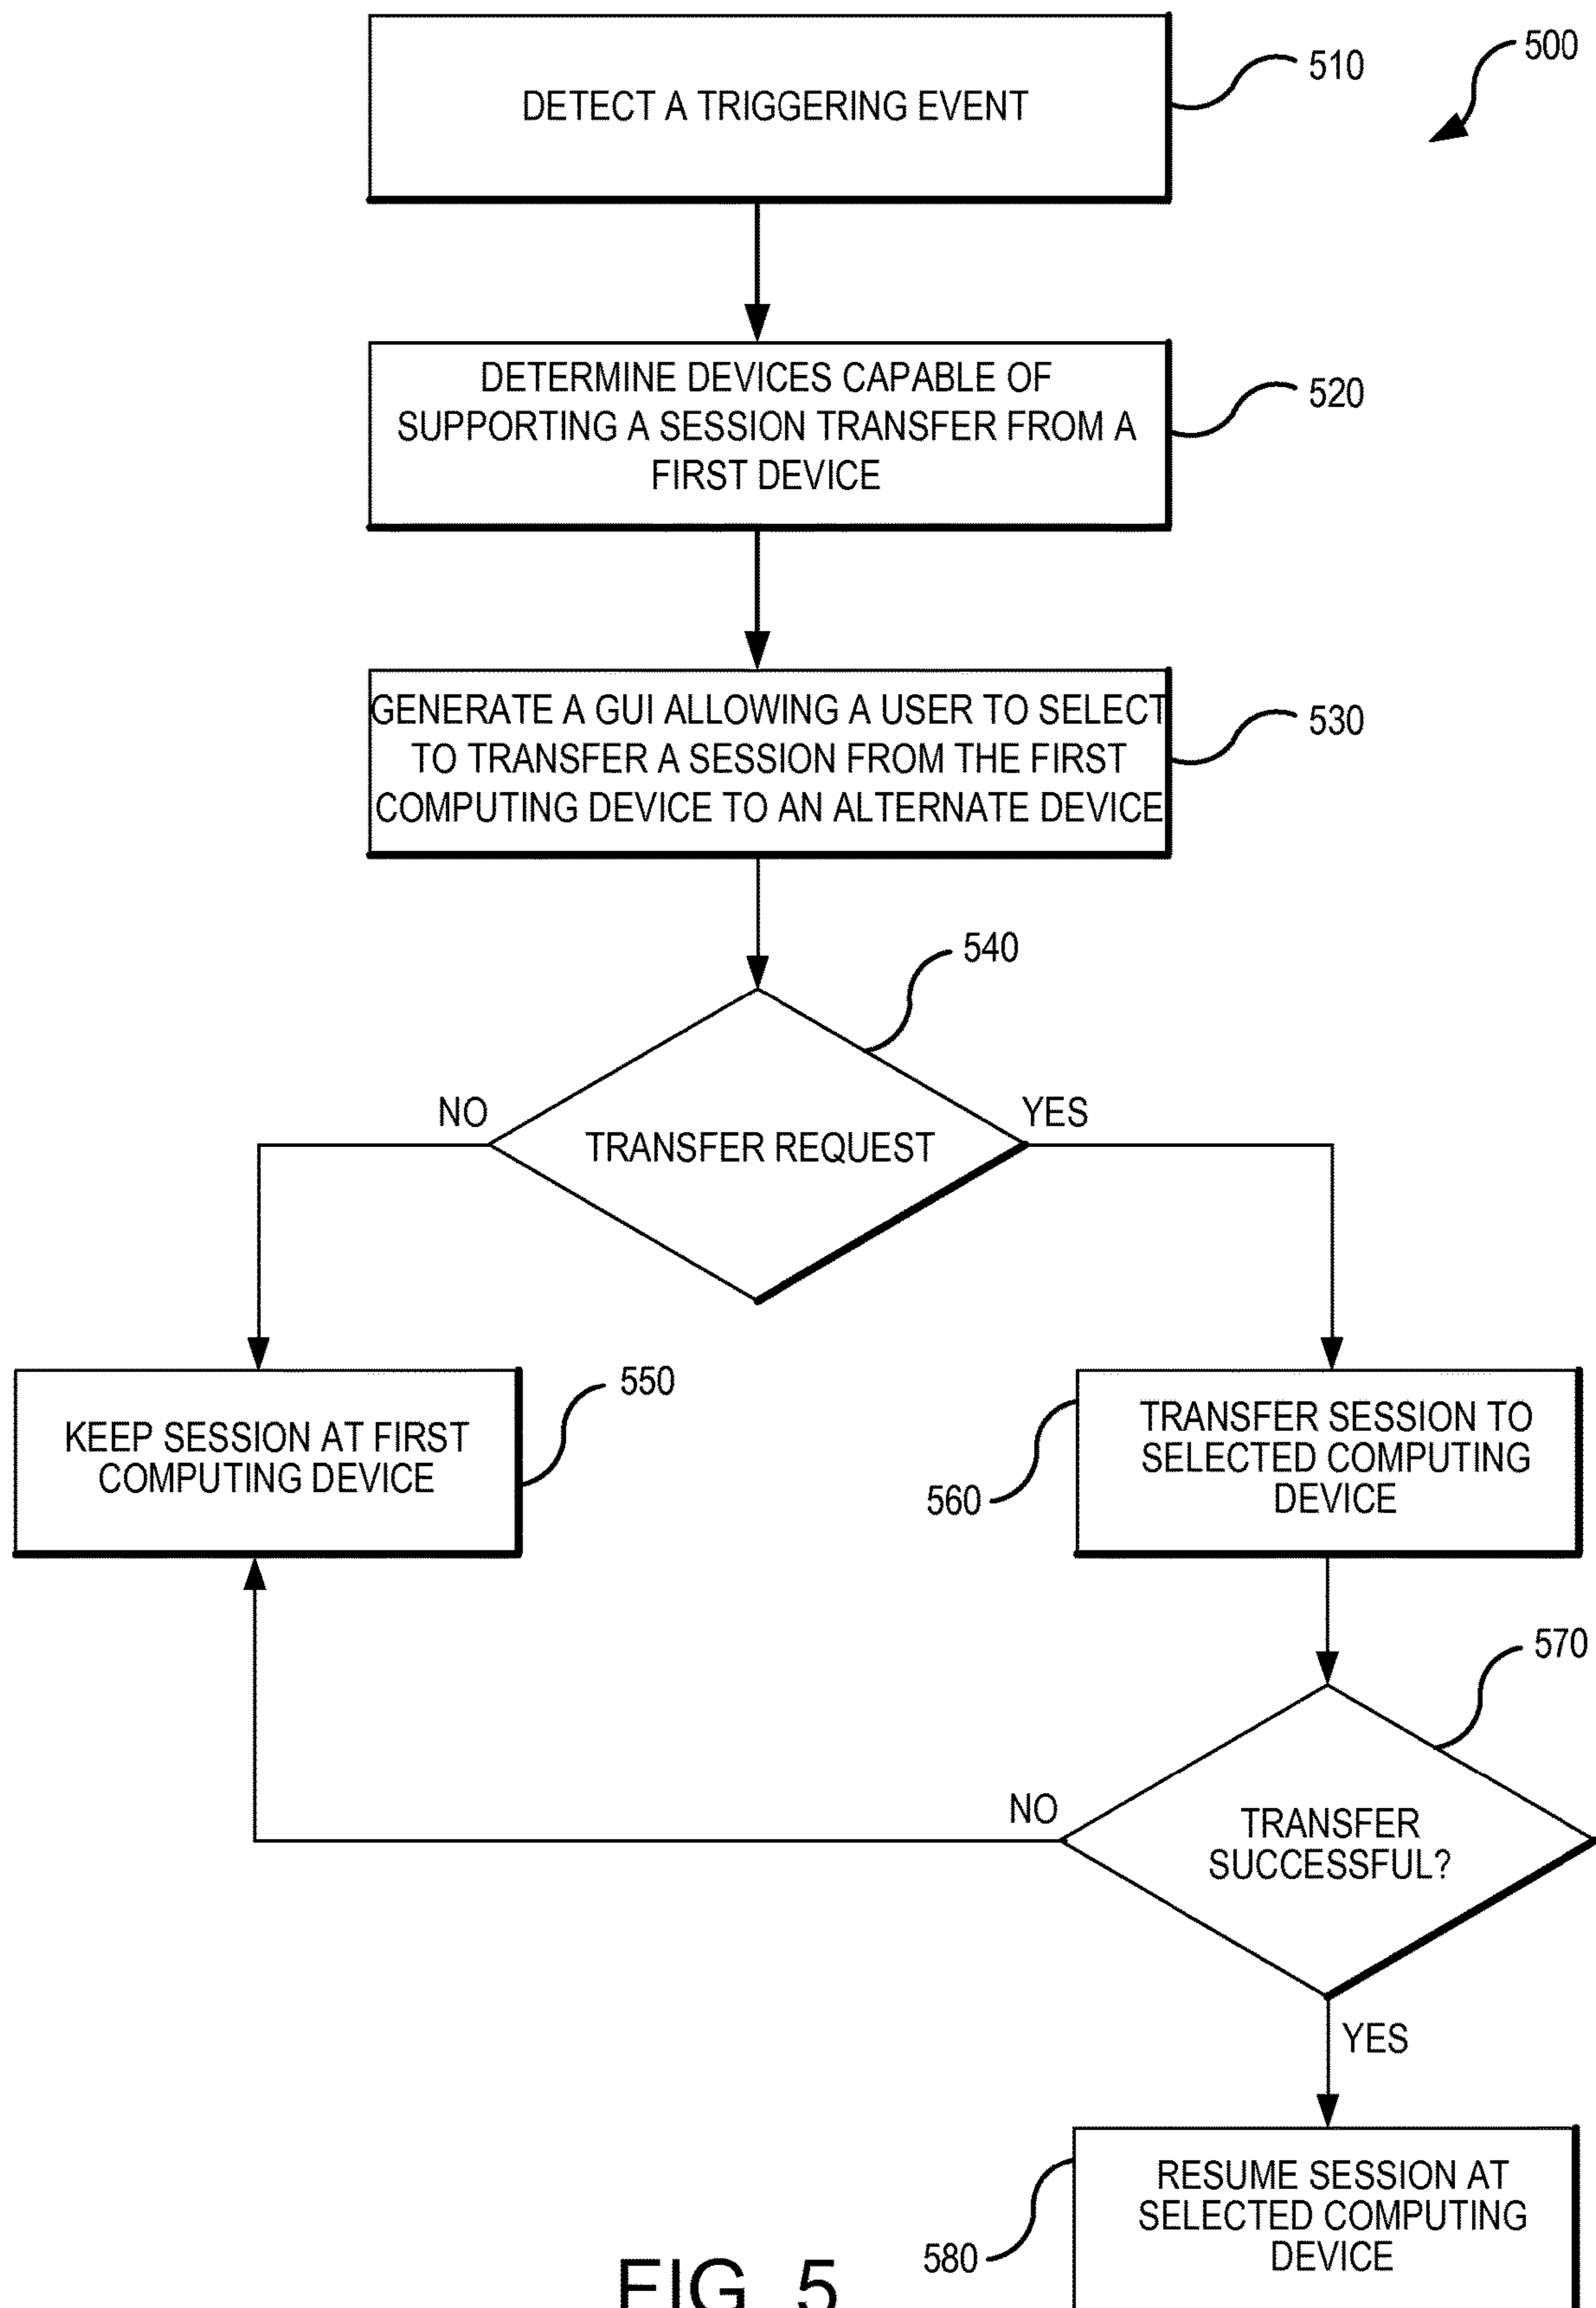 500
DETECT A TRIGGERING EVENT
510
DETERMINE DEVICES CAPABLE OF
SUPPORTING A SESSION TRANSFER FROM A
FIRST DEVICE
520
GENERATE A GUI ALLOWING A USER TO SELECT
TO TRANSFER A SESSION FROM THE FIRST
COMPUTING DEVICE TO AN ALTERNATE DEVICE
530
540
TRANSFER REQUEST
NO
YES
KEEP SESSION AT FIRST
COMPUTING DEVICE
550
TRANSFER SESSION TO
SELECTED COMPUTING
DEVICE
560
570
TRANSFER
SUCCESSFUL?
NO
YES
RESUME SESSION AT
SELECTED COMPUTING
DEVICE
580
FIG. 5